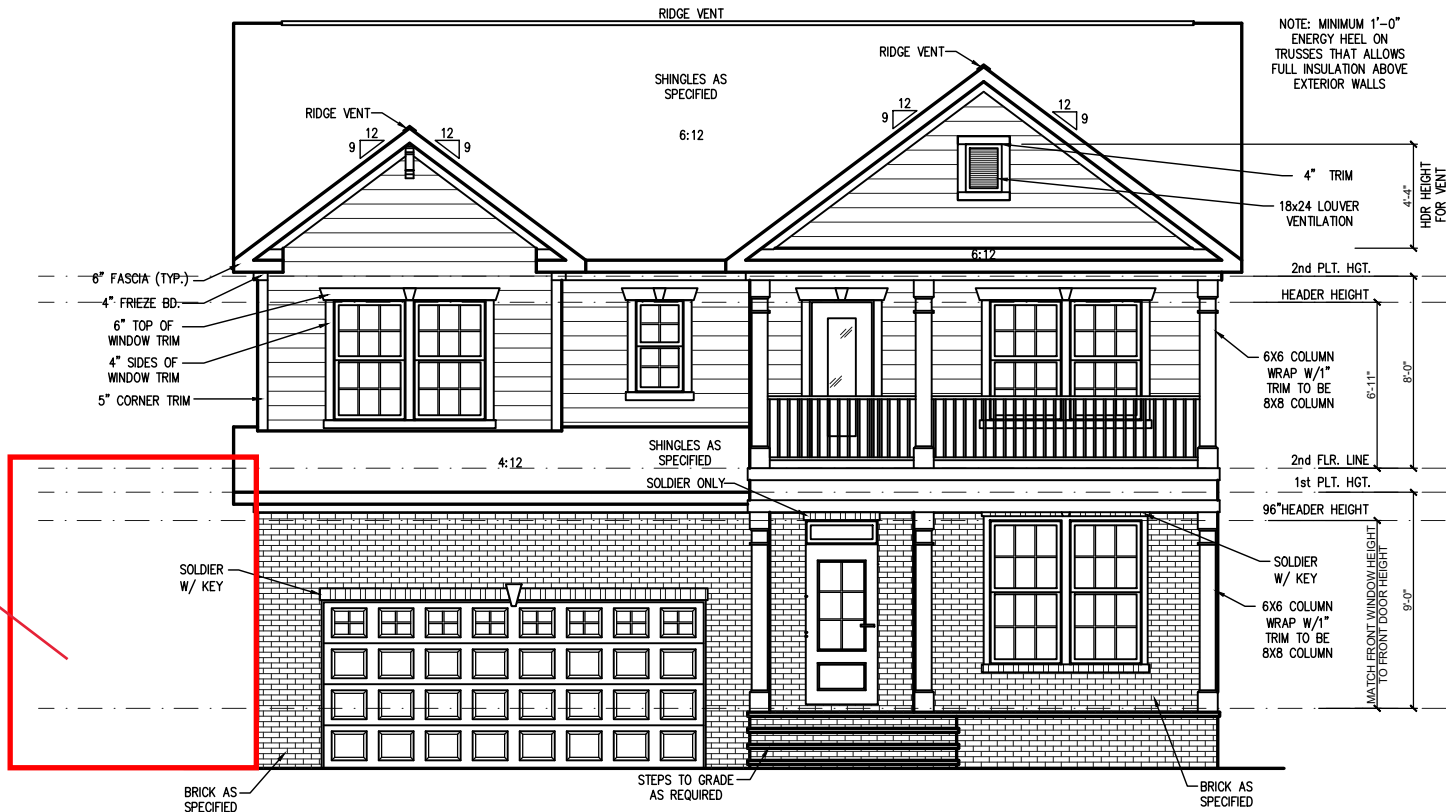 RIDGE VENT
NOTE: MINIMUM 1'-0"
ENERGY HEEL ON
TRUSSES THAT ALLOWS
FULL INSULATION ABOVE
EXTERIOR WALLS
RIDGE VENT
SHINGLES AS
SPECIFIED
6:12
RIDGE VENT
12
9
12
9
12
9
12
9
4" TRIM
18x24 LOUVER
VENTILATION
4'-4"
HDR HEIGHT
FOR VENT
6:12
6" FASCIA (TYP.)
4" FRIEZE BD.
6" TOP OF
WINDOW TRIM
4" SIDES OF
WINDOW TRIM
5" CORNER TRIM
2nd PLT. HGT.
HEADER HEIGHT
6X6 COLUMN
WRAP W/1"
TRIM TO BE
8X8 COLUMN
6'-11"
8'-0"
4:12
SHINGLES AS
SPECIFIED
SOLDIER ONLY
2nd FLR. LINE
1st PLT. HGT.
96"HEADER HEIGHT
SOLDIER
W/ KEY
SOLDIER
W/ KEY
6X6 COLUMN
WRAP W/1"
TRIM TO BE
8X8 COLUMN
MATCH FRONT WINDOW HEIGHT
TO FRONT DOOR HEIGHT
9'-0"
BRICK AS
SPECIFIED
STEPS TO GRADE
AS REQUIRED
BRICK AS
SPECIFIED